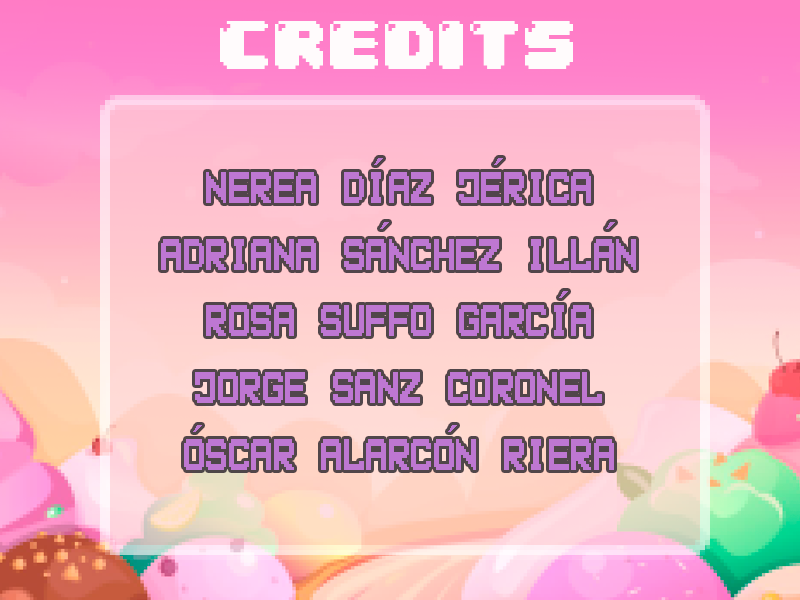 CREDITS
NEREA DÍAZ JÉRICA
ADRIANA SÁNCHEZ ILLÁN
ROSA SUFFO GARCÍA
JORGE SANZ CORONEL
ÓSCAR ALARCÓN RIERA